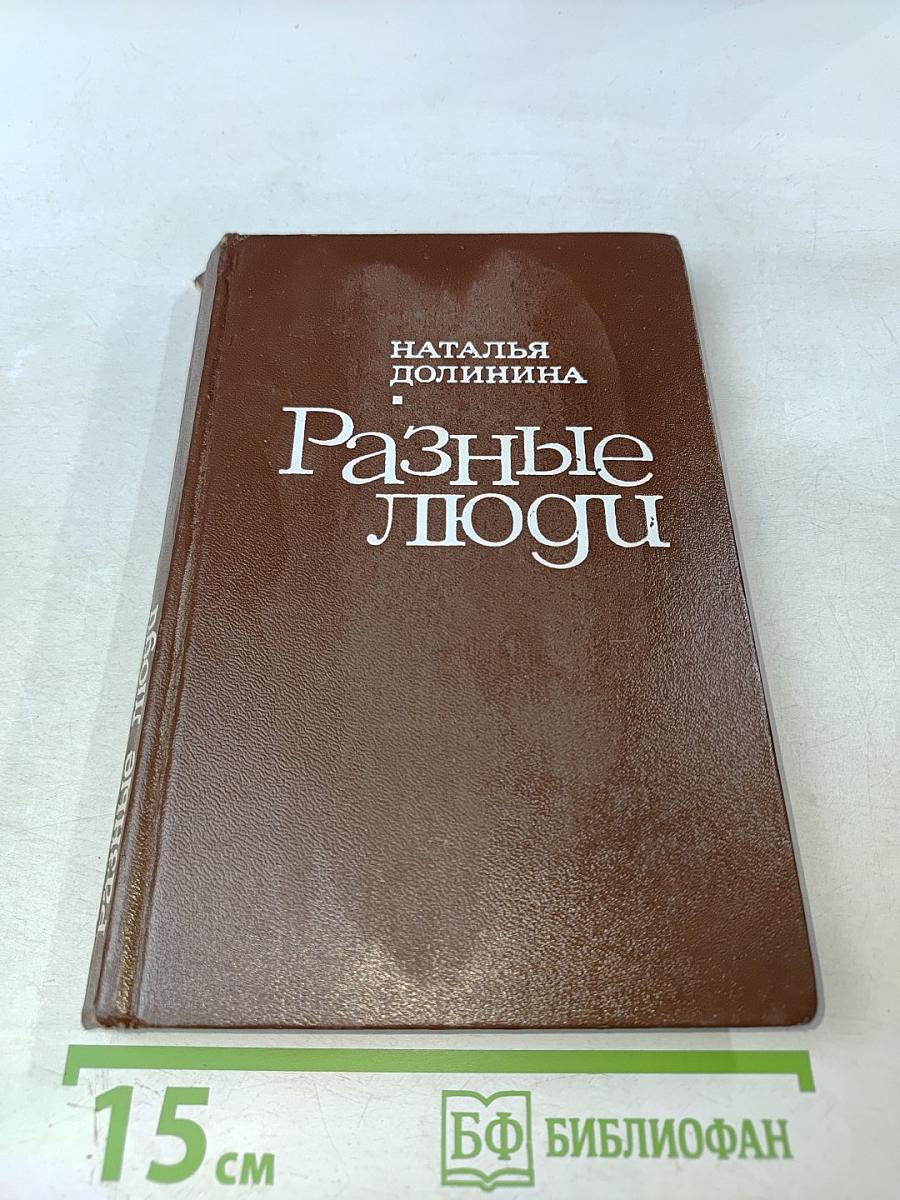 НАТАЛЬЯ
ДОЛИНИНА
Разные
люди
Разные люди
15 см
БФ БИБЛИОФАН